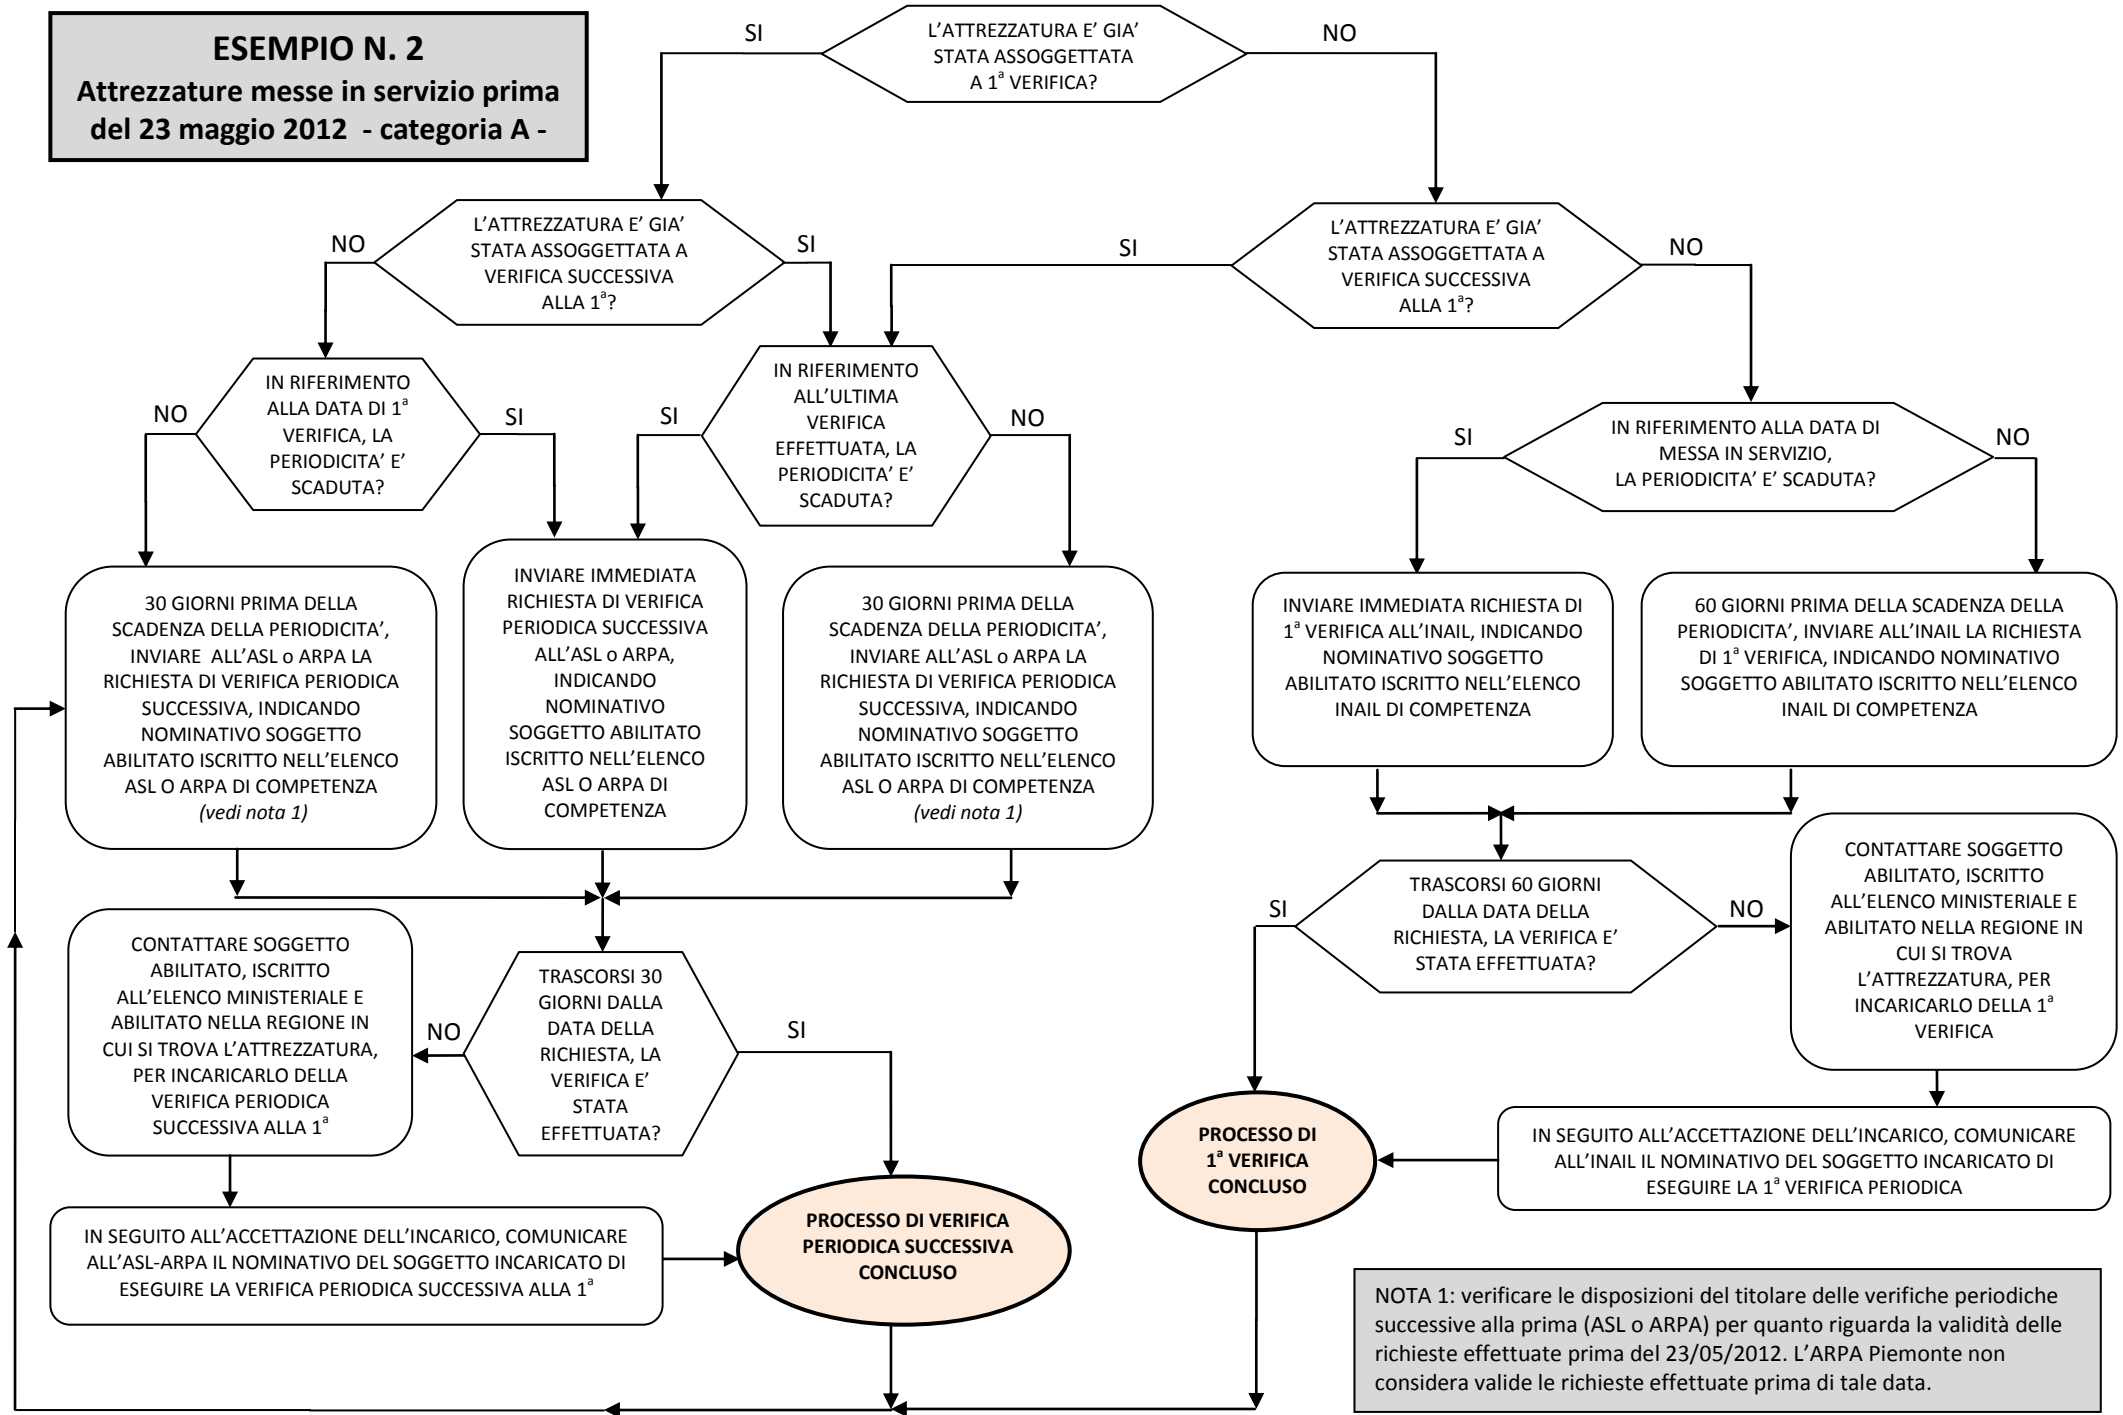 ESEMPIO N. 2
Attrezzature messe in servizio prima
del 23 maggio 2012 - categoria A -
SI
L’ATTREZZATURA E’ GIA’
STATA ASSOGGETTATA
A 1ª VERIFICA?
NO
NO
L’ATTREZZATURA E’ GIA’
STATA ASSOGGETTATA A
VERIFICA SUCCESSIVA
ALLA 1ª?
SI
SI
L’ATTREZZATURA E’ GIA’
STATA ASSOGGETTATA A
VERIFICA SUCCESSIVA
ALLA 1ª?
NO
NO
IN RIFERIMENTO
ALLA DATA DI 1ª
VERIFICA, LA
PERIODICITA’ E’
SCADUTA?
SI
SI
IN RIFERIMENTO
ALL’ULTIMA
VERIFICA
EFFETTUATA, LA
PERIODICITA’ E’
SCADUTA?
NO
SI
IN RIFERIMENTO ALLA DATA DI
MESSA IN SERVIZIO,
LA PERIODICITA’ E’ SCADUTA?
NO
30 GIORNI PRIMA DELLA
SCADENZA DELLA PERIODICITA’,
INVIARE ALL’ASL o ARPA LA
RICHIESTA DI VERIFICA PERIODICA
SUCCESSIVA, INDICANDO
NOMINATIVO SOGGETTO
ABILITATO ISCRITTO NELL’ELENCO
ASL O ARPA DI COMPETENZA
(vedi nota 1)
INVIARE IMMEDIATA
RICHIESTA DI VERIFICA
PERIODICA SUCCESSIVA
ALL’ASL o ARPA,
INDICANDO
NOMINATIVO
SOGGETTO ABILITATO
ISCRITTO NELL’ELENCO
ASL O ARPA DI
COMPETENZA
30 GIORNI PRIMA DELLA
SCADENZA DELLA PERIODICITA’,
INVIARE ALL’ASL o ARPA LA
RICHIESTA DI VERIFICA PERIODICA
SUCCESSIVA, INDICANDO
NOMINATIVO SOGGETTO
ABILITATO ISCRITTO NELL’ELENCO
ASL O ARPA DI COMPETENZA
(vedi nota 1)
INVIARE IMMEDIATA RICHIESTA DI
1ª VERIFICA ALL’INAIL, INDICANDO
NOMINATIVO SOGGETTO
ABILITATO ISCRITTO NELL’ELENCO
INAIL DI COMPETENZA
60 GIORNI PRIMA DELLA SCADENZA DELLA
PERIODICITA’, INVIARE ALL’INAIL LA RICHIESTA
DI 1ª VERIFICA, INDICANDO NOMINATIVO
SOGGETTO ABILITATO ISCRITTO NELL’ELENCO
INAIL DI COMPETENZA
CONTATTARE SOGGETTO
ABILITATO, ISCRITTO
ALL’ELENCO MINISTERIALE E
ABILITATO NELLA REGIONE IN
CUI SI TROVA L’ATTREZZATURA,
PER INCARICARLO DELLA
VERIFICA PERIODICA
SUCCESSIVA ALLA 1ª
NO
TRASCORSI 30
GIORNI DALLA
DATA DELLA
RICHIESTA, LA
VERIFICA E’
STATA
EFFETTUATA?
SI
SI
TRASCORSI 60 GIORNI
DALLA DATA DELLA
RICHIESTA, LA VERIFICA E’
STATA EFFETTUATA?
NO
CONTATTARE SOGGETTO
ABILITATO, ISCRITTO
ALL’ELENCO MINISTERIALE E
ABILITATO NELLA REGIONE IN
CUI SI TROVA
L’ATTREZZATURA, PER
INCARICARLO DELLA 1ª
VERIFICA
IN SEGUITO ALL’ACCETTAZIONE DELL’INCARICO, COMUNICARE
ALL’ASL-ARPA IL NOMINATIVO DEL SOGGETTO INCARICATO DI
ESEGUIRE LA VERIFICA PERIODICA SUCCESSIVA ALLA 1ª
PROCESSO DI VERIFICA
PERIODICA SUCCESSIVA
CONCLUSO
PROCESSO DI
1ª VERIFICA
CONCLUSO
IN SEGUITO ALL’ACCETTAZIONE DELL’INCARICO, COMUNICARE
ALL’INAIL IL NOMINATIVO DEL SOGGETTO INCARICATO DI
ESEGUIRE LA 1ª VERIFICA PERIODICA
NOTA 1: verificare le disposizioni del titolare delle verifiche periodiche
successive alla prima (ASL o ARPA) per quanto riguarda la validità delle
richieste effettuate prima del 23/05/2012. L’ARPA Piemonte non
considera valide le richieste effettuate prima di tale data.